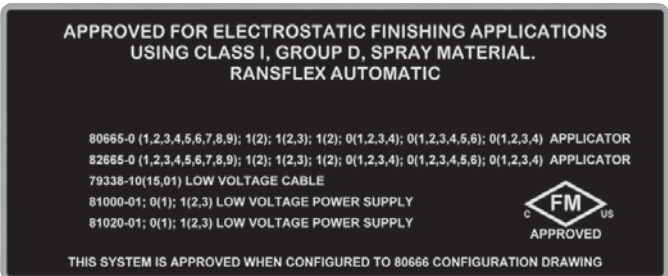 APPROVED FOR ELECTROSTATIC FINISHING APPLICATIONS
USING CLASS I, GROUP D, SPRAY MATERIAL.
RANSFLEX AUTOMATIC
80665-0 (1,2,3,4,5,6,7,8,9); 1(2); 1(2,3); 1(2); 0(1,2,3,4); 0(1,2,3,4,5,6); 0(1,2,3,4) APPLICATOR
82665-0 (1,2,3,4,5,6,7,8,9); 1(2); 1(2,3); 1(2); 0(1,2,3,4); 0(1,2,3,4,5,6); 0(1,2,3,4) APPLICATOR
79338-10(15,01) LOW VOLTAGE CABLE
81000-01; 0(1); 1(2,3) LOW VOLTAGE POWER SUPPLY
81020-01; 0(1); 1(2,3) LOW VOLTAGE POWER SUPPLY
C FM US
APPROVED
THIS SYSTEM IS APPROVED WHEN CONFIGURED TO 80666 CONFIGURATION DRAWING